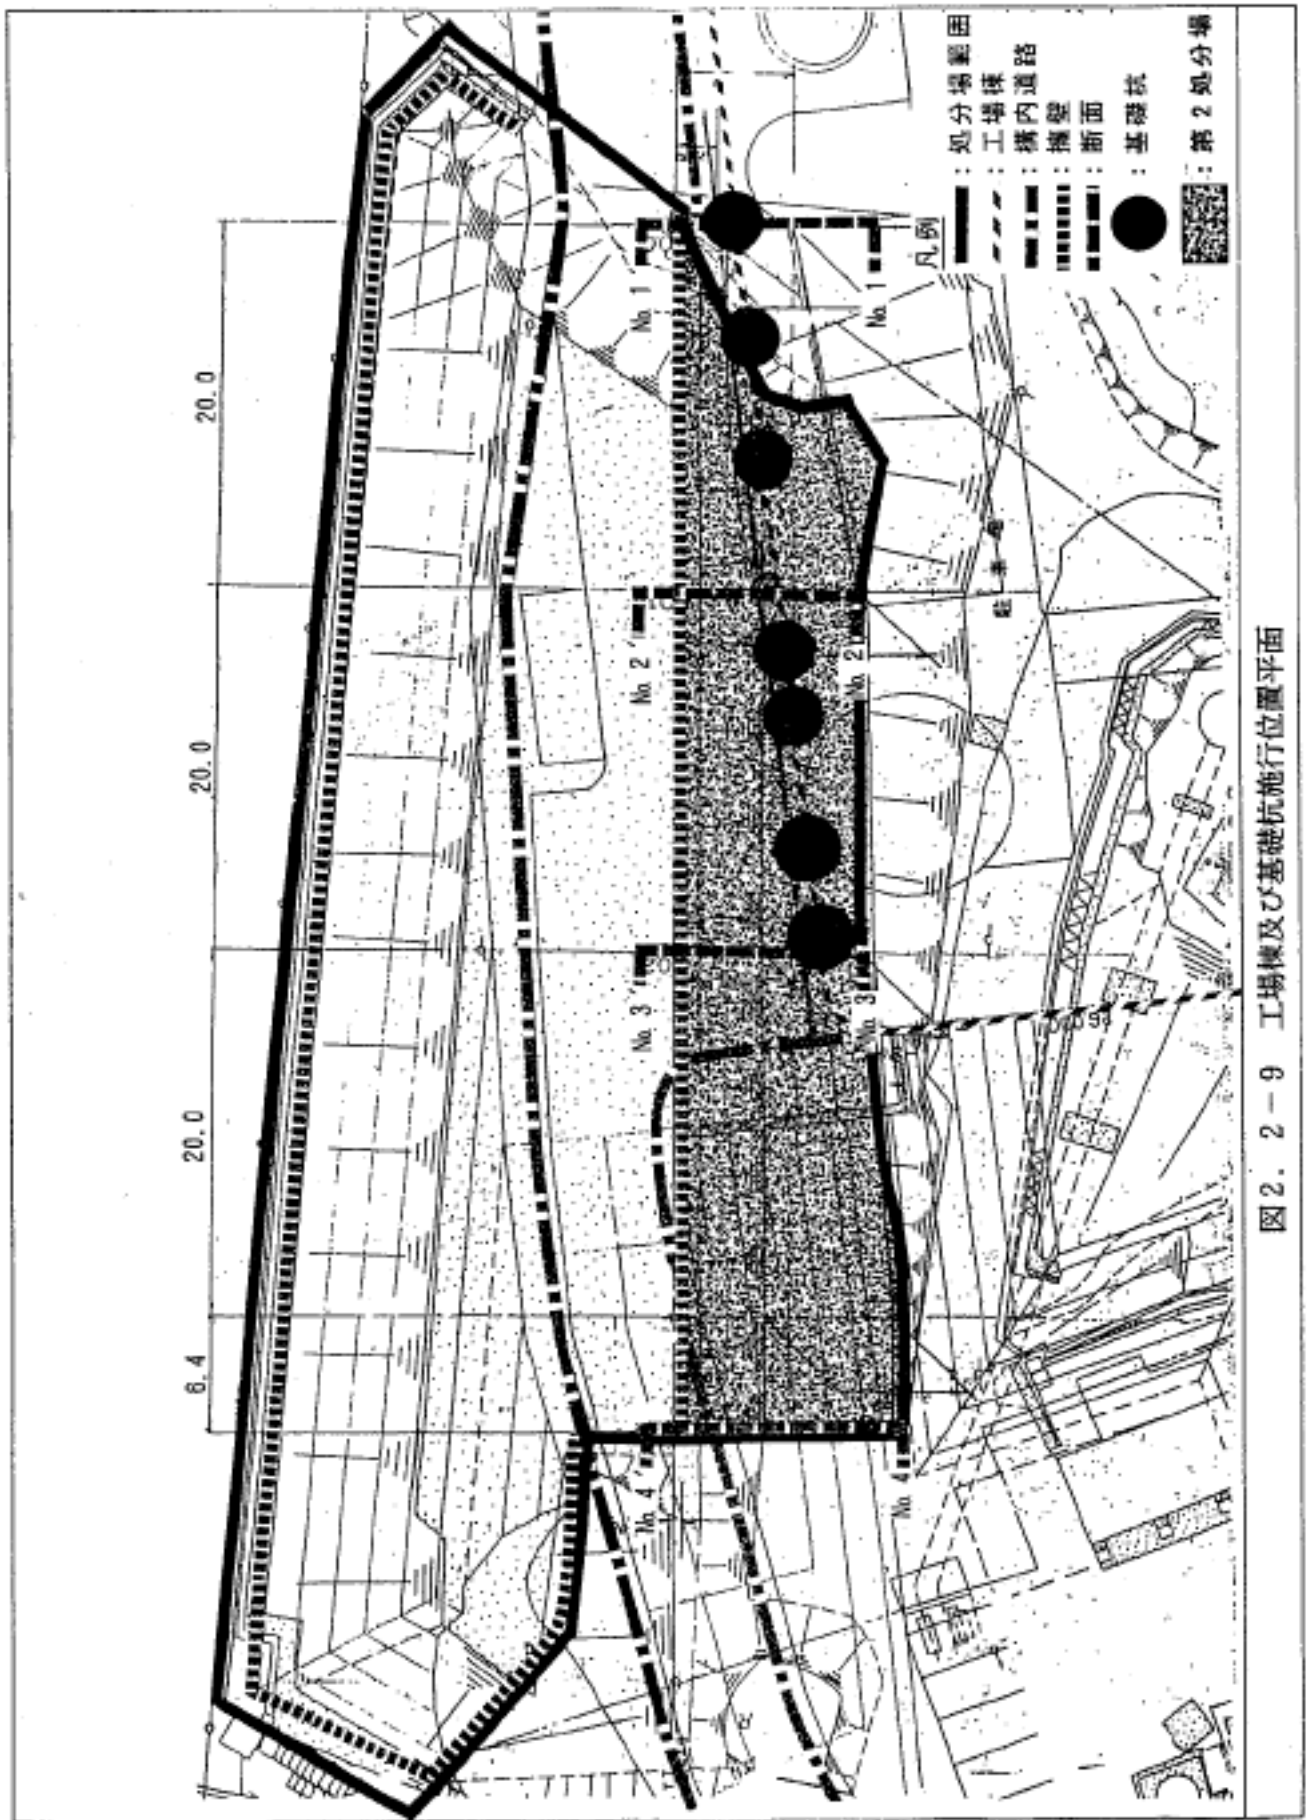 6.4
20.0
20.0
20.0
No. 4'
No. 3'
No. 2'
No. 1'
No. 4
No. 3
No. 2
No. 1
凡例
：処分場範囲
：工場棟
：構内道路
：擁壁
：断面
：基礎杭
：第2処分場
図2．2－9　工場棟及び基礎杭施行位置平面